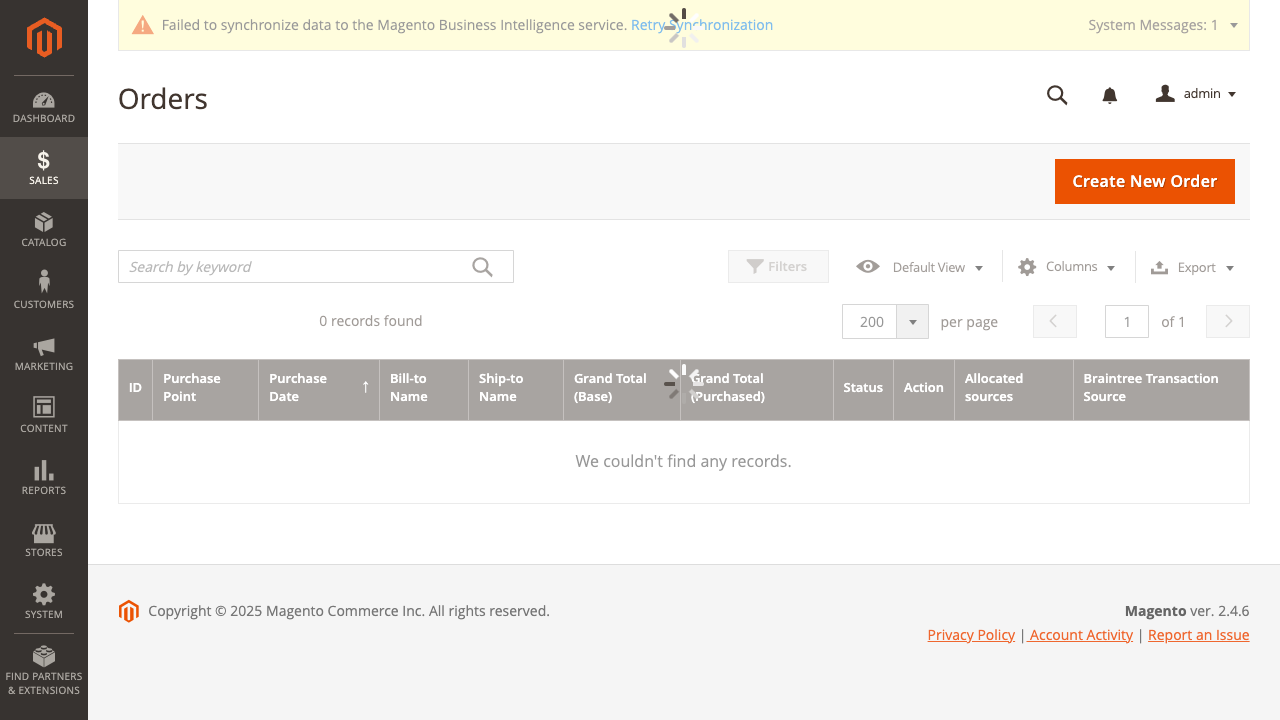 Failed to synchronize data to the Magento Business Intelligence service. Retry Synchronization
System Messages: 1
Orders
admin
DASHBOARD
SALES
CATALOG
CUSTOMERS
MARKETING
CONTENT
REPORTS
STORES
SYSTEM
FIND PARTNERS
& EXTENSIONS
Create New Order
Search by keyword
Filters
Default View
Columns
Export
0 records found
200
per page
1
of 1
ID
Purchase
Point
Purchase
Date ↑
Bill-to
Name
Ship-to
Name
Grand Total
(Base)
Grand Total
(Purchased)
Status
Action
Allocated
sources
Braintree Transaction
Source
We couldn't find any records.
Copyright © 2025 Magento Commerce Inc. All rights reserved.
Magento ver. 2.4.6
Privacy Policy | Account Activity | Report an Issue